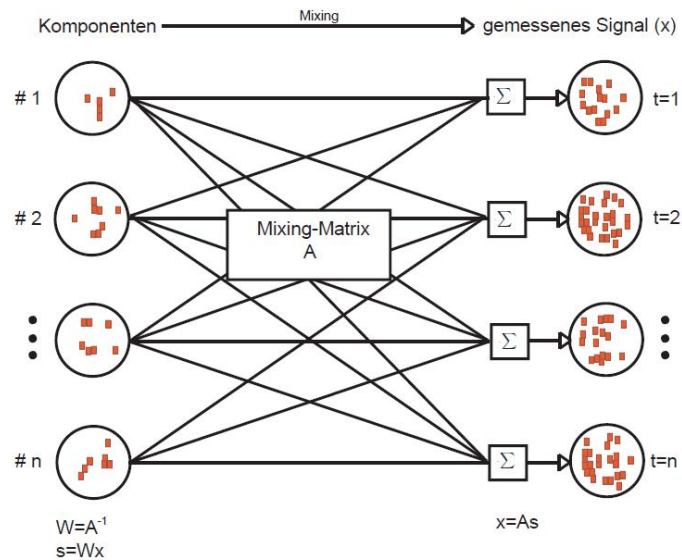 Komponenten
Mixing
gemessenes Signal (x)
# 1
Σ
t=1
# 2
Mixing-Matrix
A
Σ
t=2
Σ
# n
Σ
t=n
W=A⁻¹
s=Wx
x=As